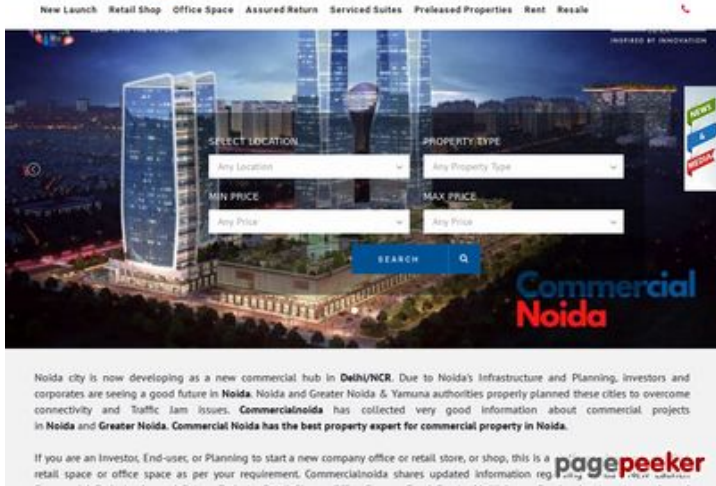 New Launch Retail Shop Office Space Assured Return Serviced Suites Preleased Properties Rent Resale
INSPIRED BY INNOVATION
NEWS
&
MEDIA
SELECT LOCATION PROPERTY TYPE
Any Location Any Property Type
MIN PRICE MAX PRICE
Any Price Any Price
SEARCH
Commercial
Noida
Noida city is now developing as a new commercial hub in Delhi/NCR. Due to Noida's Infrastructure and Planning, investors and
corporates are seeing a good future in Noida. Noida and Greater Noida & Yamuna authorities properly planned these cities to overcome
connectivity and Traffic Jam issues. Commercialnoida has collected very good information about commercial projects
in Noida and Greater Noida. Commercial Noida has the best property expert for commercial property in Noida.
If you are an Investor, End-user, or Planning to start a new company office or retail store, or shop, this is a
retail space or office space as per your requirement. Commercialnoida shares updated information
pagepeeker